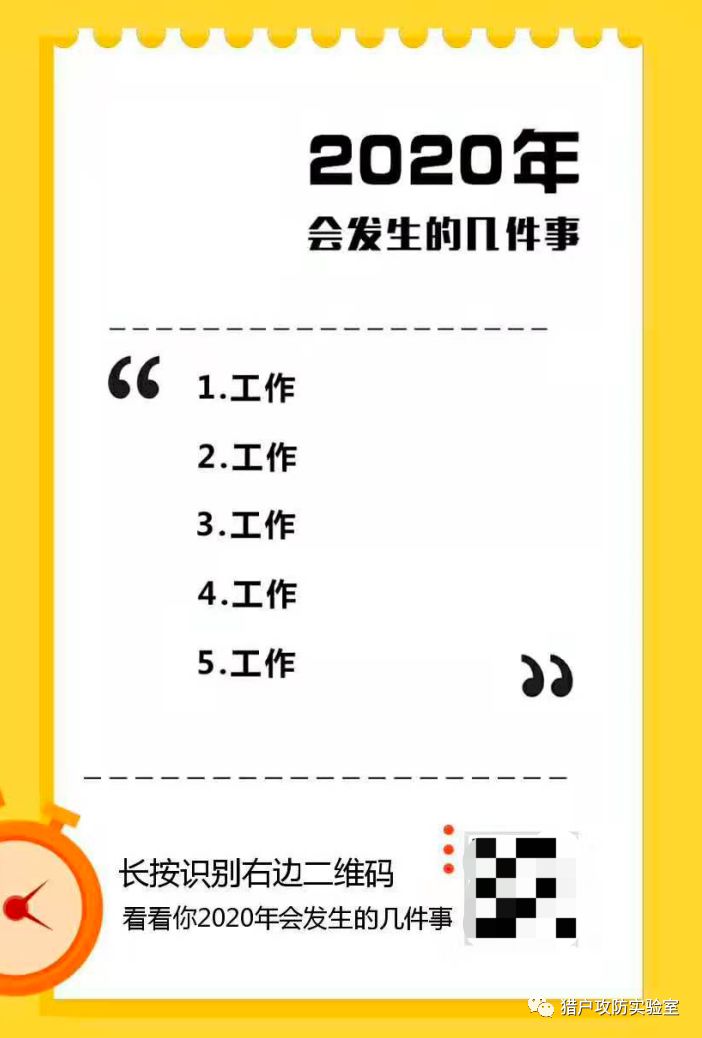 2020年
会发生的几件事
“
1.工作
2.工作
3.工作
4.工作
5.工作
”
长按识别右边二维码
看看你2020年会发生的几件事
猎户攻防实验室